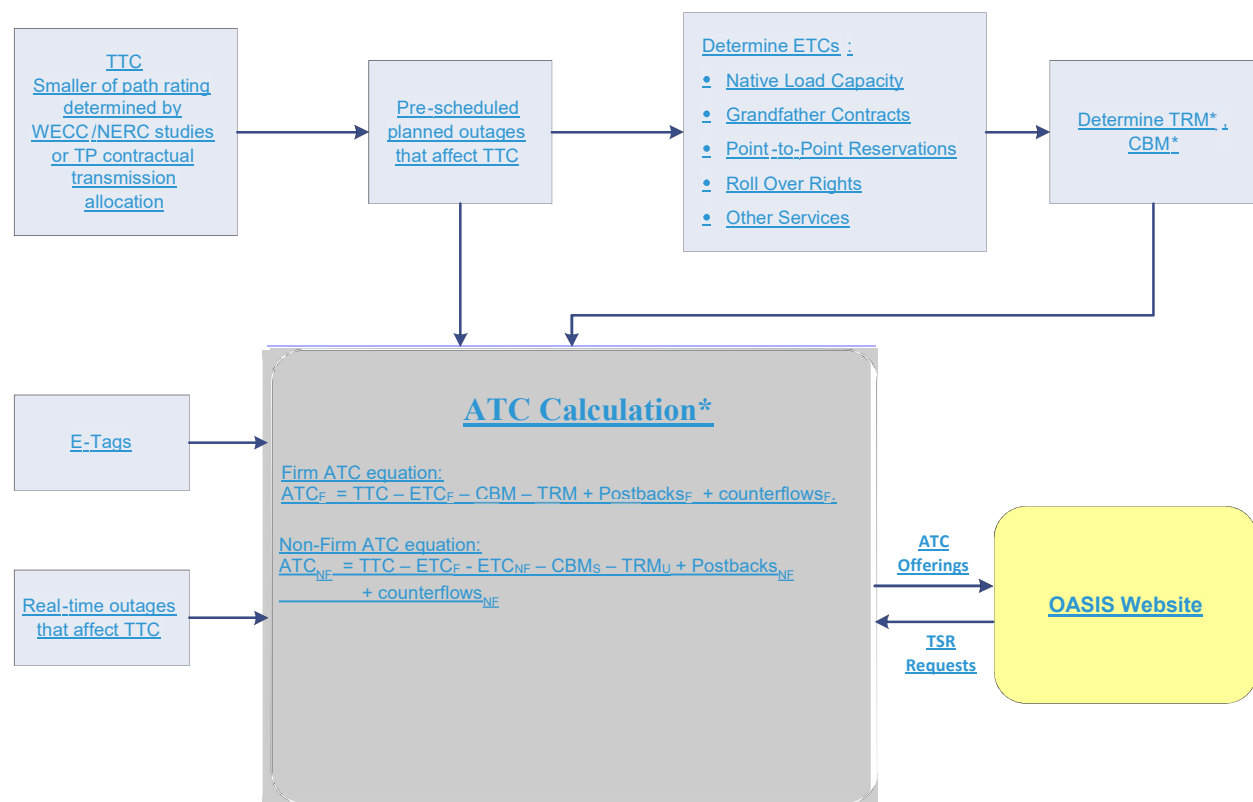 TTC
Smaller of path rating
determined by
WECC/NERC studies
or TP contractual
transmission
allocation
Pre-scheduled
planned outages
that affect TTC
Determine ETCs :
• Native Load Capacity
• Grandfather Contracts
• Point-to-Point Reservations
• Roll Over Rights
• Other Services
Determine TRM* ,
CBM*
E-Tags
Real-time outages
that affect TTC
ATC Calculation*
Firm ATC equation:
ATCF = TTC – ETCF – CBM – TRM + PostbacksF + counterflowsF.
Non-Firm ATC equation:
ATCNF = TTC – ETCF - ETCNF – CBMS – TRMU + PostbacksNF
+ counterflowsNF
ATC
Offerings
TSR
Requests
OASIS Website